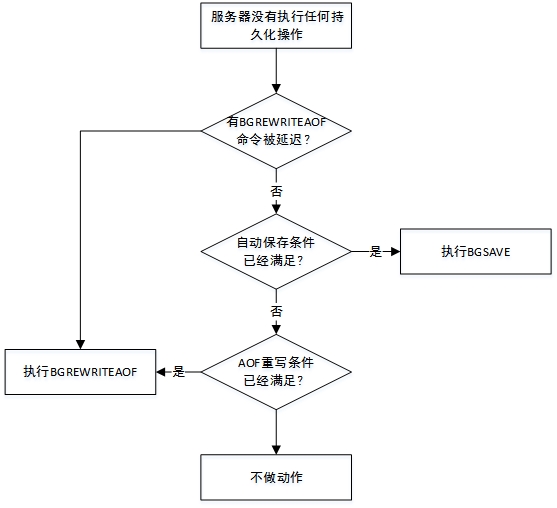 服务器没有执行任何持
久化操作
有BGREWRITEAOF
命令被延迟？
否
自动保存条件
已经满足？
是
执行BGSAVE
否
AOF重写条件
已经满足？
是
执行BGREWRITEAOF
不做动作